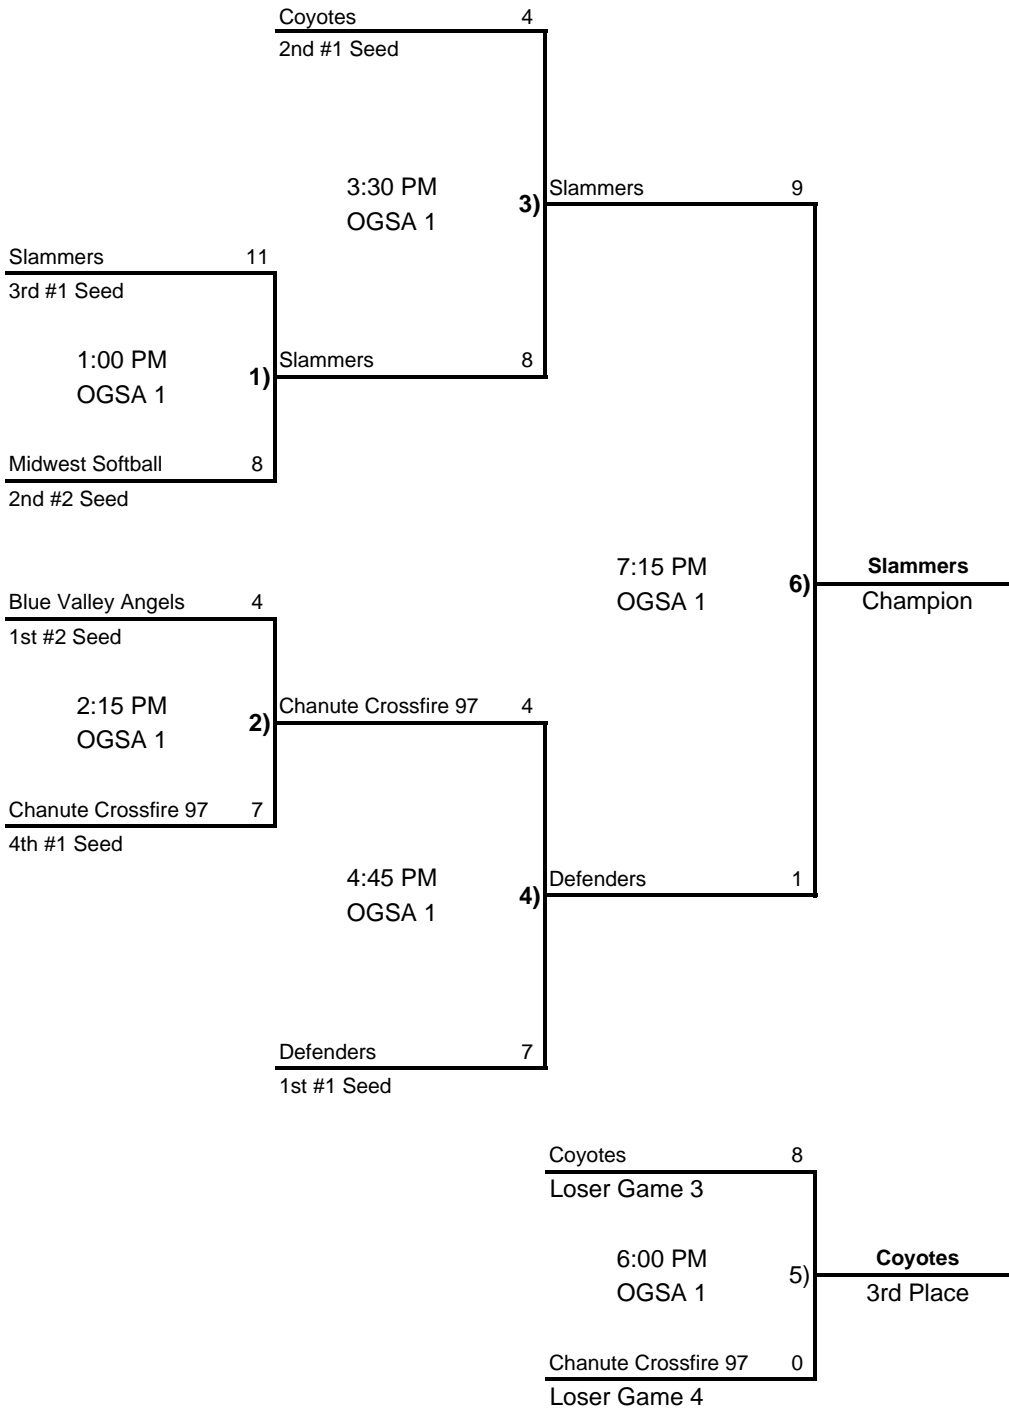 Coyotes 4
2nd #1 Seed
3:30 PM
OGSA 1
3)
Slammers 9
Slammers 11
3rd #1 Seed
1:00 PM
OGSA 1
1)
Slammers 8
Midwest Softball 8
2nd #2 Seed
7:15 PM
OGSA 1
6)
Slammers
Champion
Blue Valley Angels 4
1st #2 Seed
2:15 PM
OGSA 1
2)
Chanute Crossfire 97 4
Chanute Crossfire 97 7
4th #1 Seed
4:45 PM
OGSA 1
4)
Defenders 1
Defenders 7
1st #1 Seed
Coyotes 8
Loser Game 3
6:00 PM
OGSA 1
5)
Coyotes
3rd Place
Chanute Crossfire 97 0
Loser Game 4